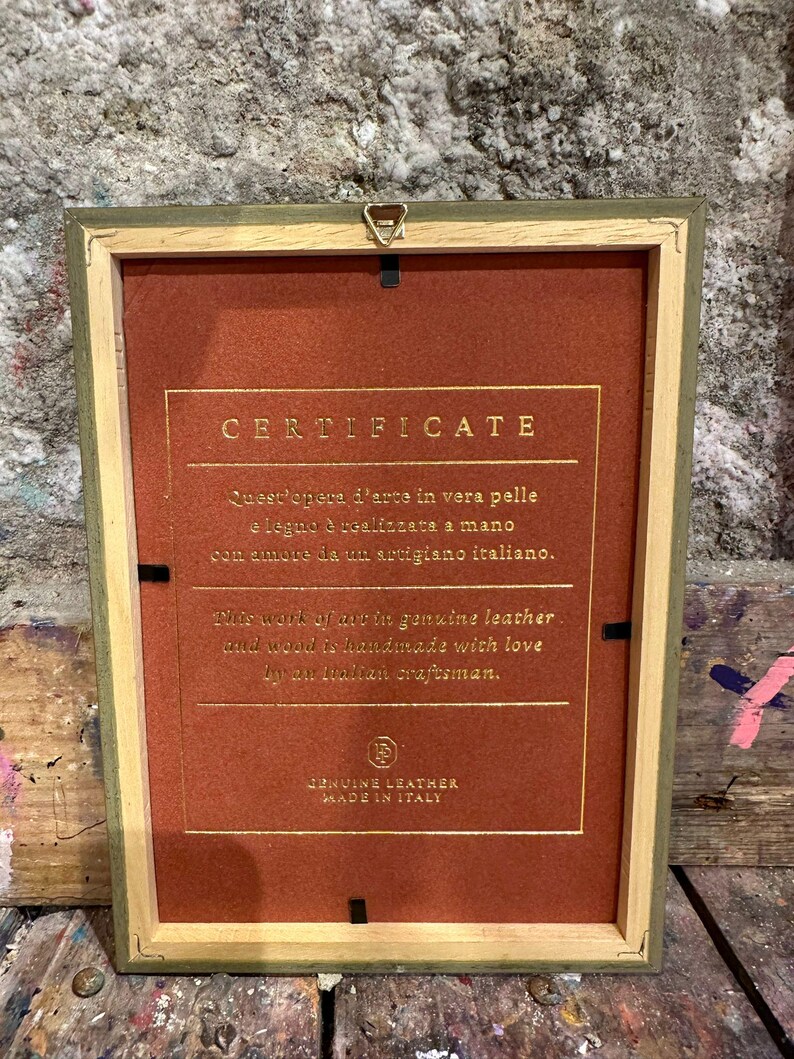 CERTIFICATE
Quest'opera d'arte in vera pelle
e legno è realizzata a mano
con amore da un artigiano italiano.
This work of art in genuine leather
and wood is handmade with love
by an Italian craftsman.
GENUINE LEATHER
MADE IN ITALY